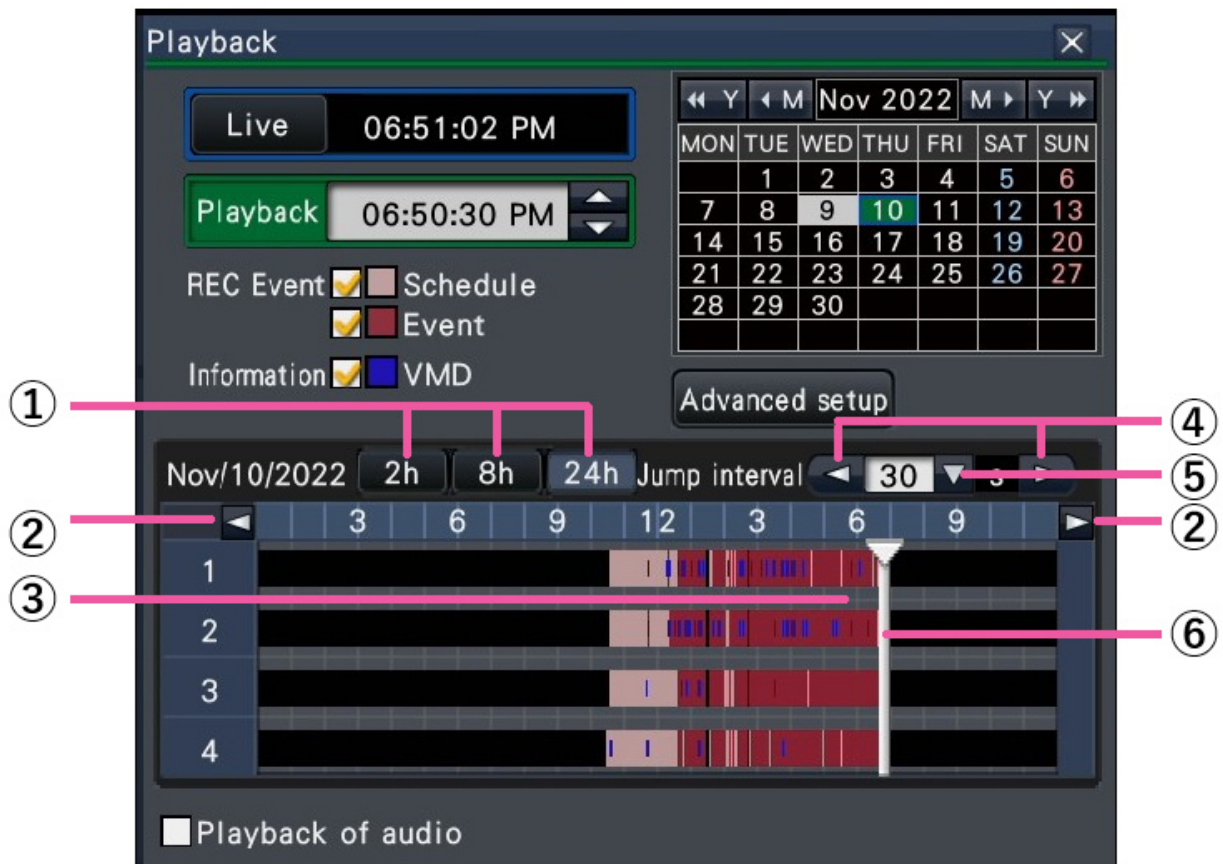 Playback
Live 06:51:02 PM
Playback 06:50:30 PM
REC Event Schedule
Event
Information VMD
Y M Nov 2022 M Y
MON TUE WED THU FRI SAT SUN
1 2 3 4 5 6
7 8 9 10 11 12 13
14 15 16 17 18 19 20
21 22 23 24 25 26 27
28 29 30
Advanced setup
① ④
Nov/10/2022 2h 8h 24h Jump interval 30 s ⑤
② 3 6 9 12 3 6 9 ②
1
③
2 ⑥
3
4
Playback of audio